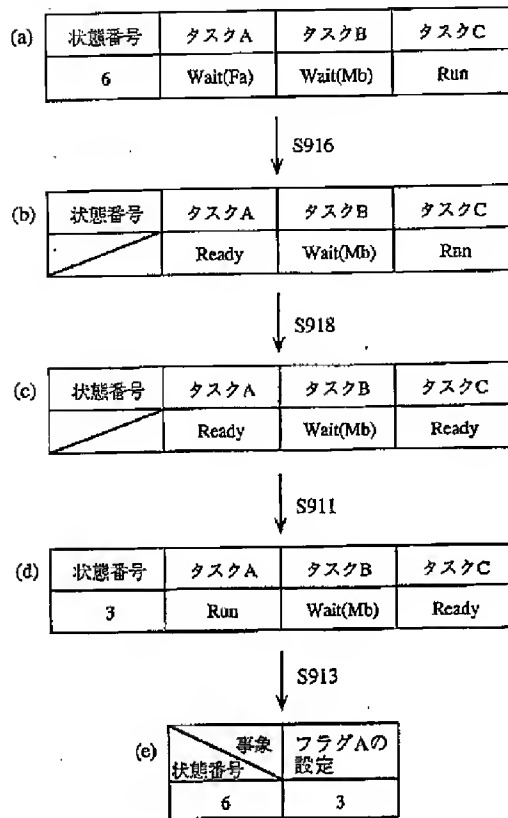 (a)
状態番号 タスクA タスクB タスクC
6 Wait(Fa) Wait(Mb) Run
S916
(b)
状態番号 タスクA タスクB タスクC
Ready Wait(Mb) Run
S918
(c)
状態番号 タスクA タスクB タスクC
Ready Wait(Mb) Ready
S911
(d)
状態番号 タスクA タスクB タスクC
3 Run Wait(Mb) Ready
S913
(e)
事象 フラグAの
状態番号 設定
6 3